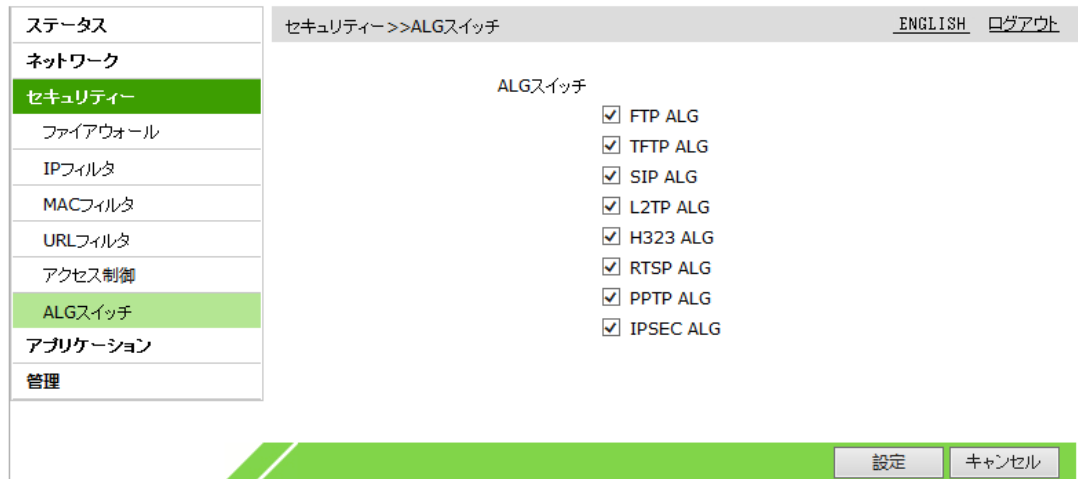 ステータス
ネットワーク
セキュリティー
ファイアウォール
IPフィルタ
MACフィルタ
URLフィルタ
アクセス制御
ALGスイッチ
アプリケーション
管理
セキュリティー>>ALGスイッチ
ENGLISH ログアウト
ALGスイッチ
FTP ALG
TFTP ALG
SIP ALG
L2TP ALG
H323 ALG
RTSP ALG
PPTP ALG
IPSEC ALG
設定 キャンセル